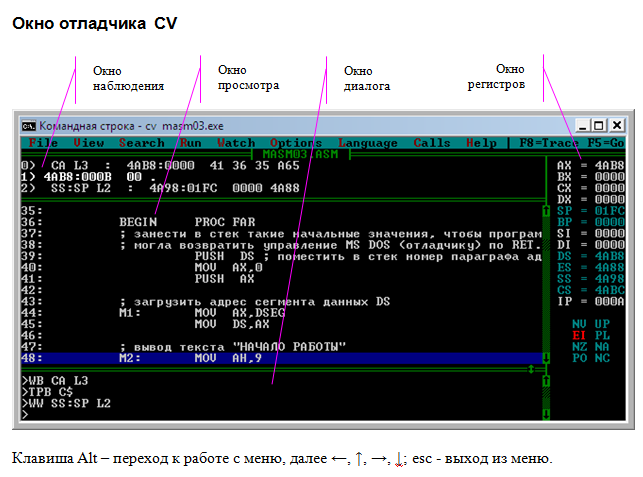 Окно отладчика CV
Окно наблюдения
Окно просмотра
Окно диалога
Окно регистров
Командная строка - cv masm03.exe
File View Search Run Watch Options Language Calls Help | F8=Trace F5=Go
MASM03.ASM
0) CA L3 : 4AB8:0000 41 36 35 A65
1) 4AB8:000B 00 .
2) SS:SP L2 : 4A98:01FC 0000 4A88
35:
36: BEGIN PROC FAR
37: ; занести в стек такие начальные значения, чтобы програм
38: ; могла возвратить управление MS DOS (отладчику) по RET.
39: PUSH DS ; поместить в стек номер параграфа ад
40: MOV AX,0
41: PUSH AX
42:
43: ; загрузить адрес сегмента данных DS
44: M1: MOV AX,DSEG
45: MOV DS,AX
46:
47: ; вывод текста "НАЧАЛО РАБОТЫ"
48: M2: MOV AH,9
AX = 4AB8
BX = 0000
CX = 0000
DX = 0000
SP = 01FC
BP = 0000
SI = 0000
DI = 0000
DS = 4AB8
ES = 4A88
SS = 4A98
CS = 4ABC
IP = 000A
NV UP
EI PL
NZ NA
PO NC
>WB CA L3
>TPB C$
>WW SS:SP L2
>
Клавиша Alt – переход к работе с меню, далее ←, ↑, →, ↓; esc - выход из меню.